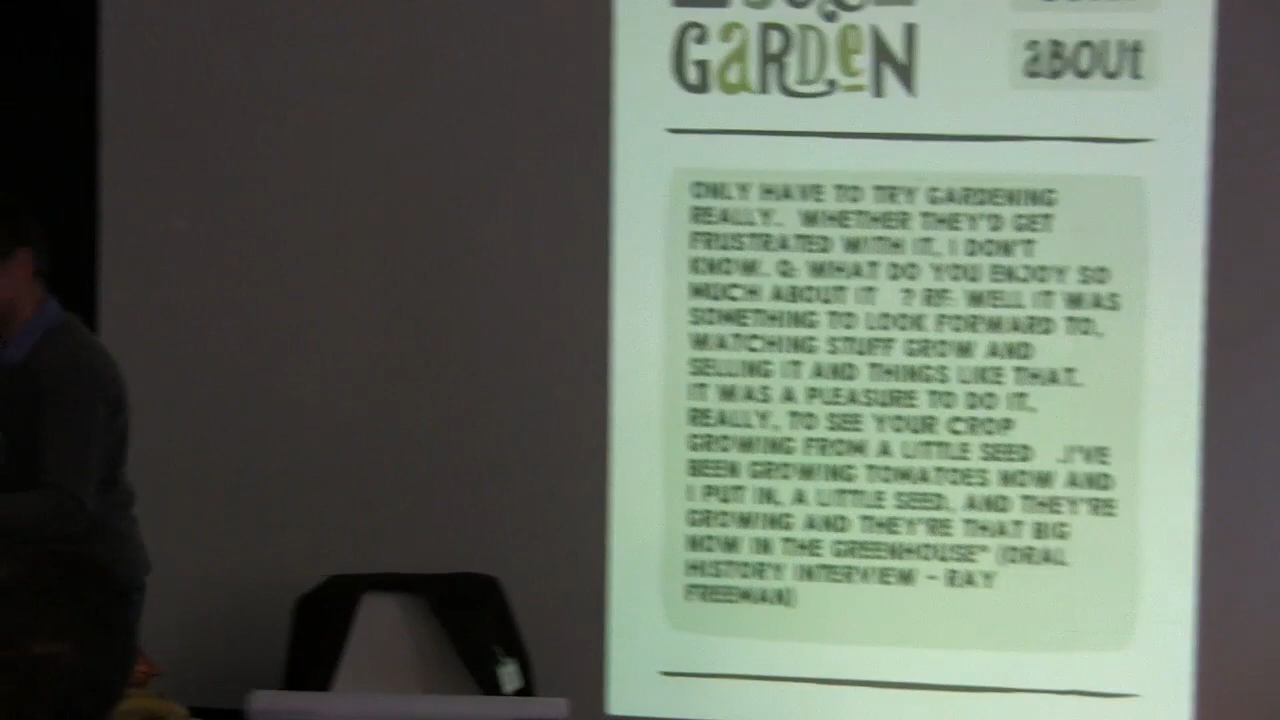 GARDEN
ABOUT
ONLY HAVE TO TRY GARDENING
REALLY. WHETHER THEY'D GET
FRUSTRATED WITH IT, I DON'T
KNOW. Q: WHAT DO YOU ENJOY SO
MUCH ABOUT IT ? RF: WELL IT WAS
SOMETHING TO LOOK FORWARD TO,
WATCHING STUFF GROW AND
SELLING IT AND THINGS LIKE THAT.
IT WAS A PLEASURE TO DO IT,
REALLY, TO SEE YOUR CROP
GROWING FROM A LITTLE SEED .I'VE
BEEN GROWING TOMATOES NOW AND
I PUT IN, A LITTLE SEED, AND THEY'RE
GROWING AND THEY'RE THAT BIG
NOW IN THE GREENHOUSE" (ORAL
HISTORY INTERVIEW - RAY
FREEMAN)